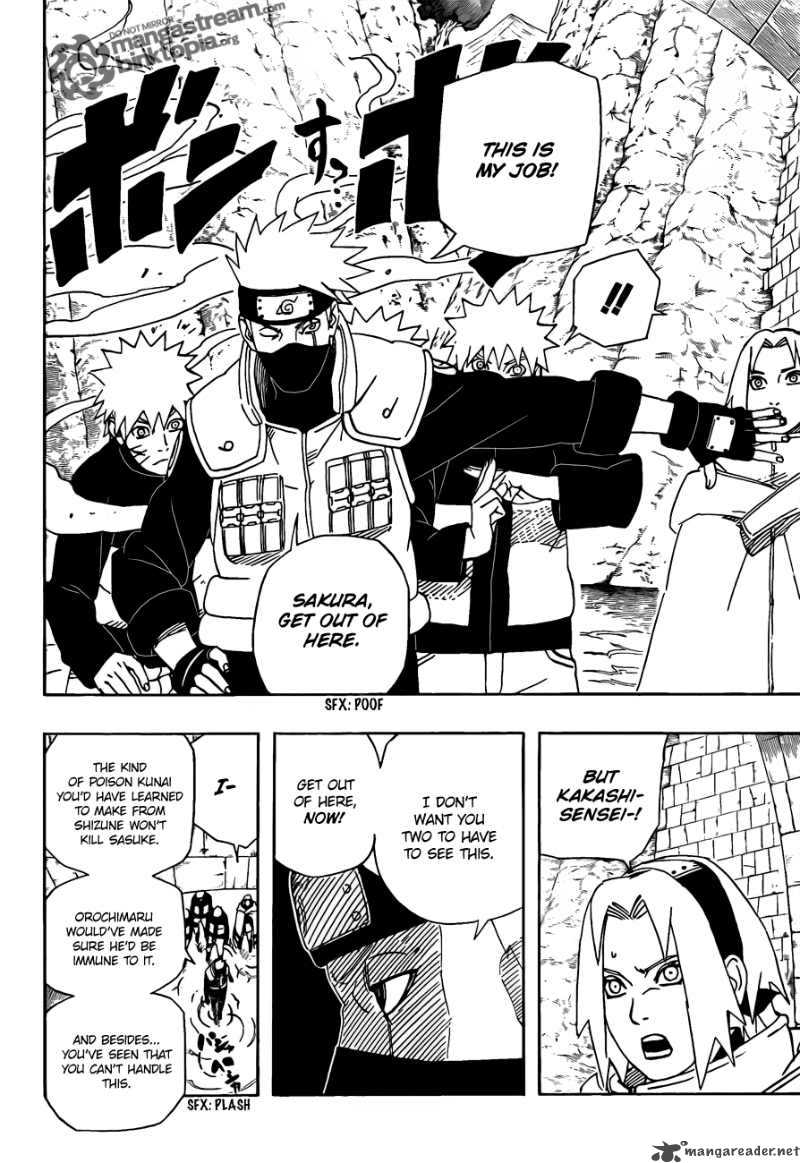 DO NOT MIRROR
mangastream.com
binktopia.org
THIS IS
MY JOB!
!!
す?
ボボン
SAKURA,
GET OUT OF
HERE.
SFX: POOF
BUT
KAKASHI-
SENSEI-!
I DON'T
WANT YOU
TWO TO HAVE
TO SEE THIS.
GET OUT
OF HERE,
NOW!
I-
THE KIND
OF POISON KUNAI
YOU'D HAVE LEARNED
TO MAKE FROM
SHIZUNE WON'T
KILL SASUKE.
OROCHIMARU
WOULD'VE MADE
SURE HE'D BE
IMMUNE TO IT.
AND BESIDES...
YOU'VE SEEN THAT
YOU CAN'T HANDLE
THIS.
SFX: PLASH
mangareader.net